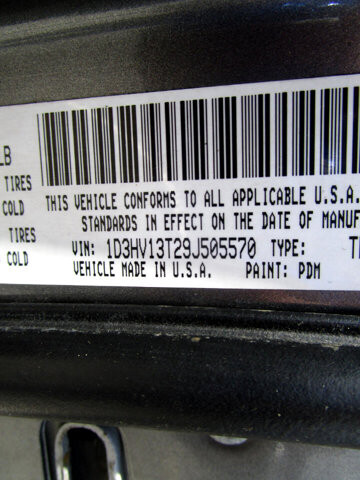 LB
TIRES
COLD
TIRES
COLD
THIS VEHICLE CONFORMS TO ALL APPLICABLE U.S.A.
STANDARDS IN EFFECT ON THE DATE OF MANUF
VIN: 1D3HV13T29J505570 TYPE:
VEHICLE MADE IN U.S.A. PAINT: PDM